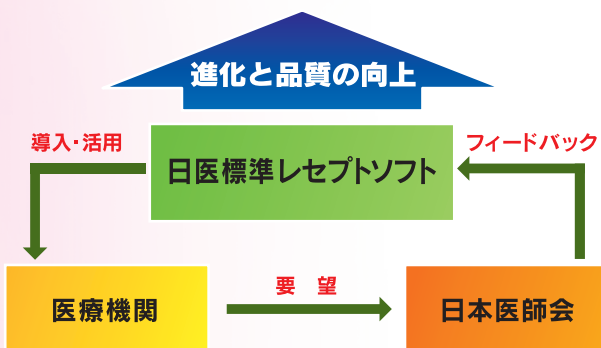 進化と品質の向上
導入・活用
フィードバック
日医標準レセプトソフト
要 望
医療機関
日本医師会